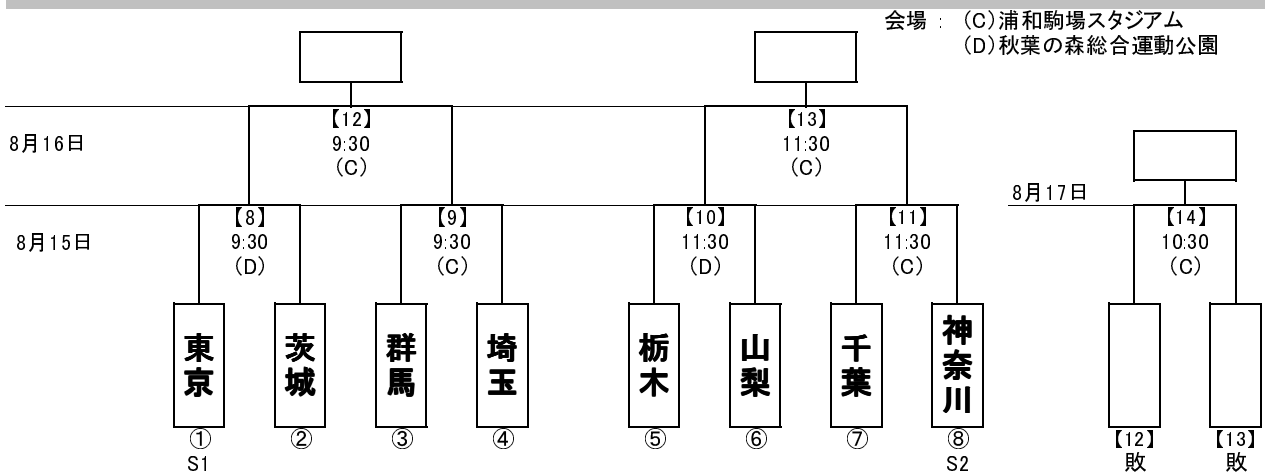 会場 : (C)浦和駒場スタジアム
(D)秋葉の森総合運動公園
【12】
9:30
(C)
【13】
11:30
(C)
8月16日
8月17日
【8】
9:30
(D)
【9】
9:30
(C)
【10】
11:30
(D)
【11】
11:30
(C)
【14】
10:30
(C)
8月15日
東京
茨城
群馬
埼玉
栃木
山梨
千葉
神奈川
① ② ③ ④ ⑤ ⑥ ⑦ ⑧
S1
S2
【12】
敗
【13】
敗